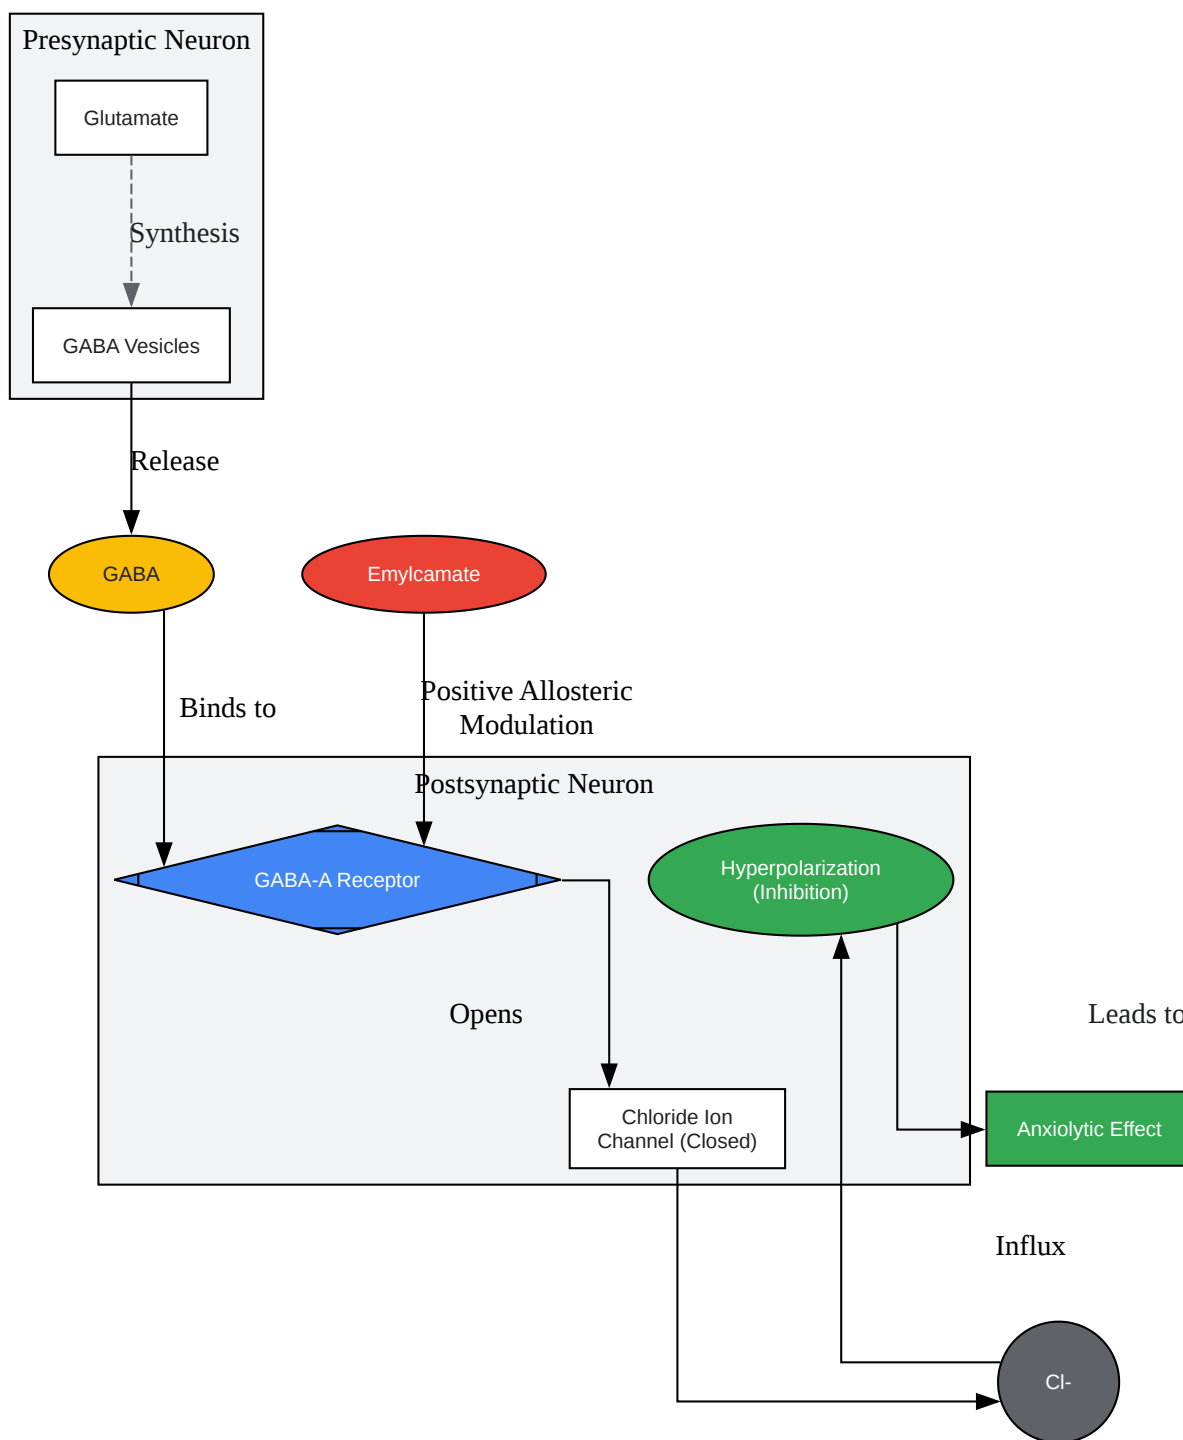 Presynaptic Neuron
Glutamate
Synthesis
GABA Vesicles
Release
GABA
Emylcamate
Binds to
Positive Allosteric
Modulation
Postsynaptic Neuron
GABA-A Receptor
Hyperpolarization
(Inhibition)
Opens
Leads to
Chloride Ion
Channel (Closed)
Anxiolytic Effect
Influx
Cl-